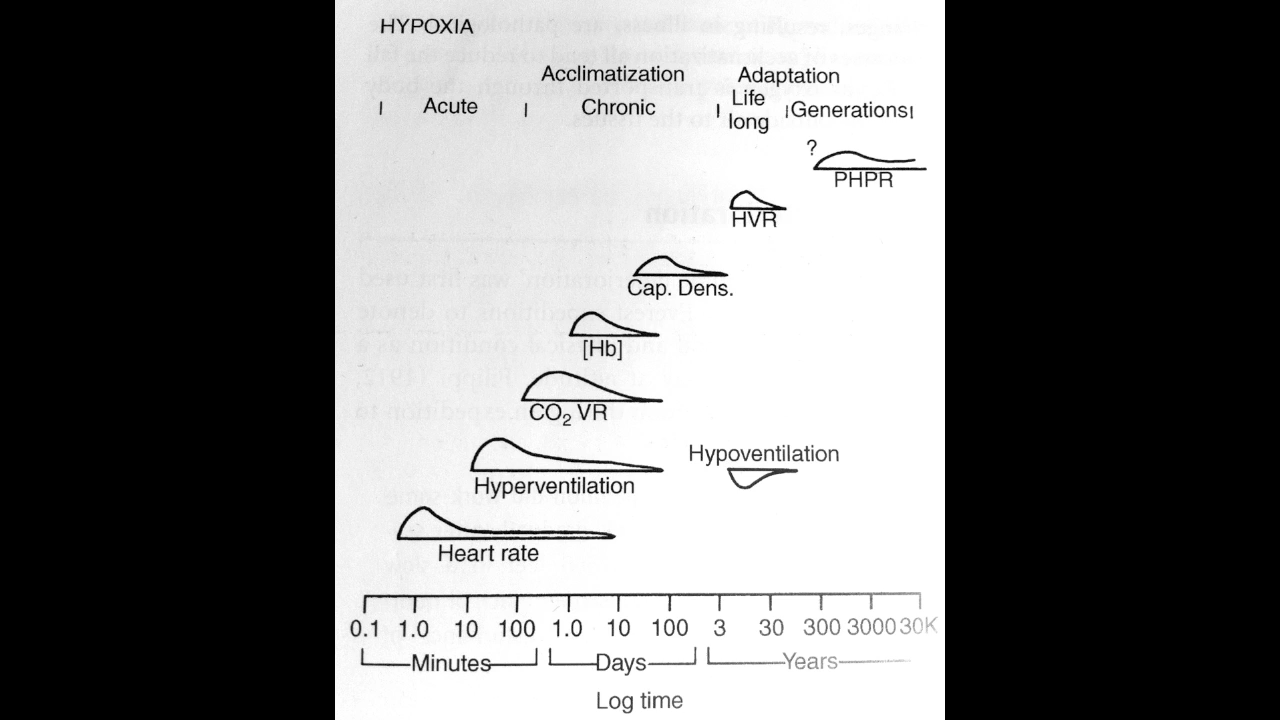 HYPOXIA
Acclimatization Adaptation
Acute Chronic Life long Generations
?
PHPR
HVR
Cap. Dens.
[Hb]
CO₂ VR
Hypoventilation
Hyperventilation
Heart rate
0.1 1.0 10 100 1.0 10 100 3 30 300 3000 30K
Minutes Days Years
Log time